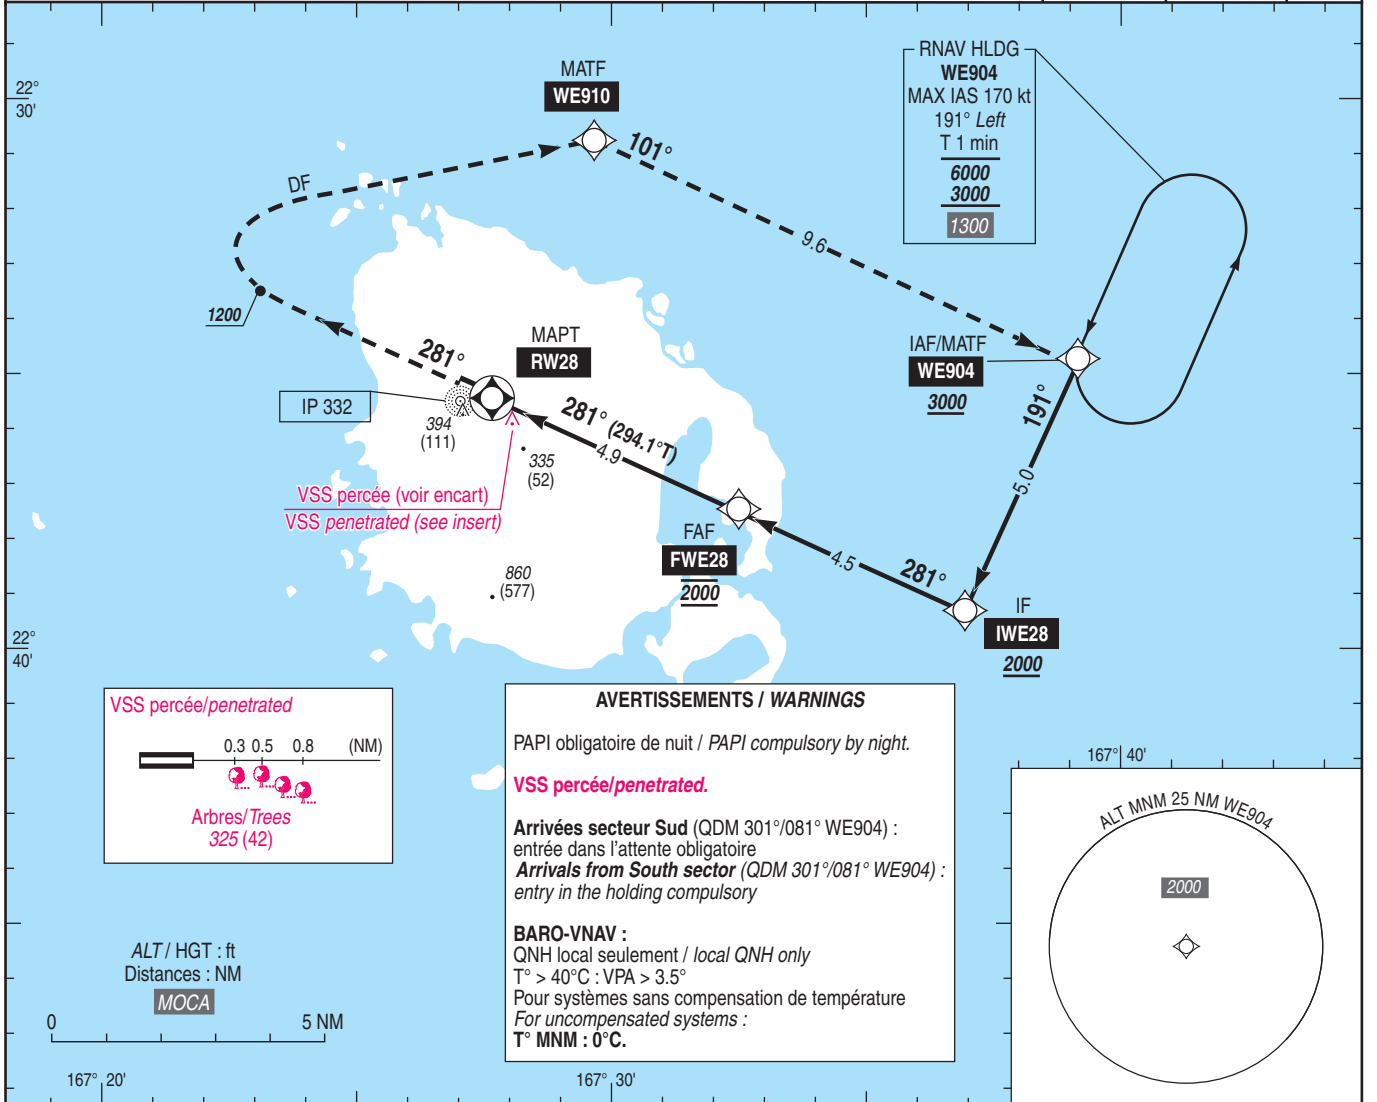 22°
30'
MATF
WE910
101°
DF
9.6
RNAV HLDG
WE904
MAX IAS 170 kt
191° Left
T 1 min
6000
3000
1300
1200
281°
MAPT
RW28
IP 332
394
(111)
281° (294.1°T)
4.9
335
(52)
VSS percée (voir encart)
VSS penetrated (see insert)
IAF/MATF
WE904
3000
191°
5.0
FAF
FWE28
2000
4.5
281°
IF
IWE28
2000
860
(577)
22°
40'
VSS percée/penetrated
0.3 0.5 0.8 (NM)
Arbres/Trees
325 (42)
AVERTISSEMENTS / WARNINGS
PAPI obligatoire de nuit / PAPI compulsory by night.
VSS percée/penetrated.
Arrivées secteur Sud (QDM 301°/081° WE904) :
entrée dans l'attente obligatoire
Arrivals from South sector (QDM 301°/081° WE904) :
entry in the holding compulsory
BARO-VNAV :
QNH local seulement / local QNH only
T° > 40°C : VPA > 3.5°
Pour systèmes sans compensation de température
For uncompensated systems :
T° MNM : 0°C.
167° 40'
ALT MNM 25 NM WE904
2000
ALT / HGT : ft
Distances : NM
MOCA
0 5 NM
167° 20'
167° 30'